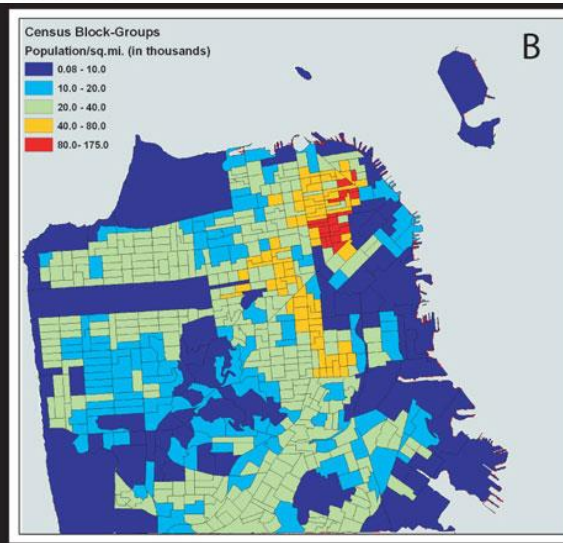 Census Block-Groups
Population/sq.mi. (in thousands)
0.08 - 10.0
10.0 - 20.0
20.0 - 40.0
40.0 - 80.0
80.0- 175.0
B